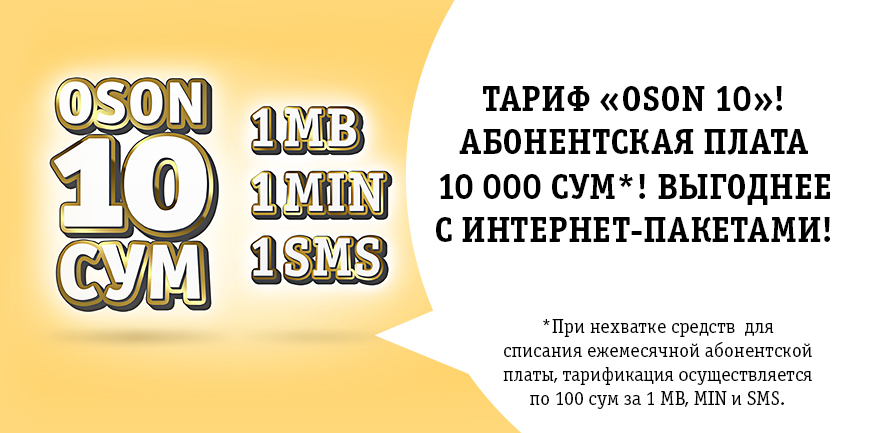 OSON
10
СУМ
1 MB
1 MIN
1 SMS
ТАРИФ «OSON 10»!
АБОНЕНТСКАЯ ПЛАТА
10 000 СУМ*! ВЫГОДНЕЕ
С ИНТЕРНЕТ-ПАКЕТАМИ!
*При нехватке средств для
списания ежемесячной абонентской
платы, тарификация осуществляется
по 100 сум за 1 MB, MIN и SMS.